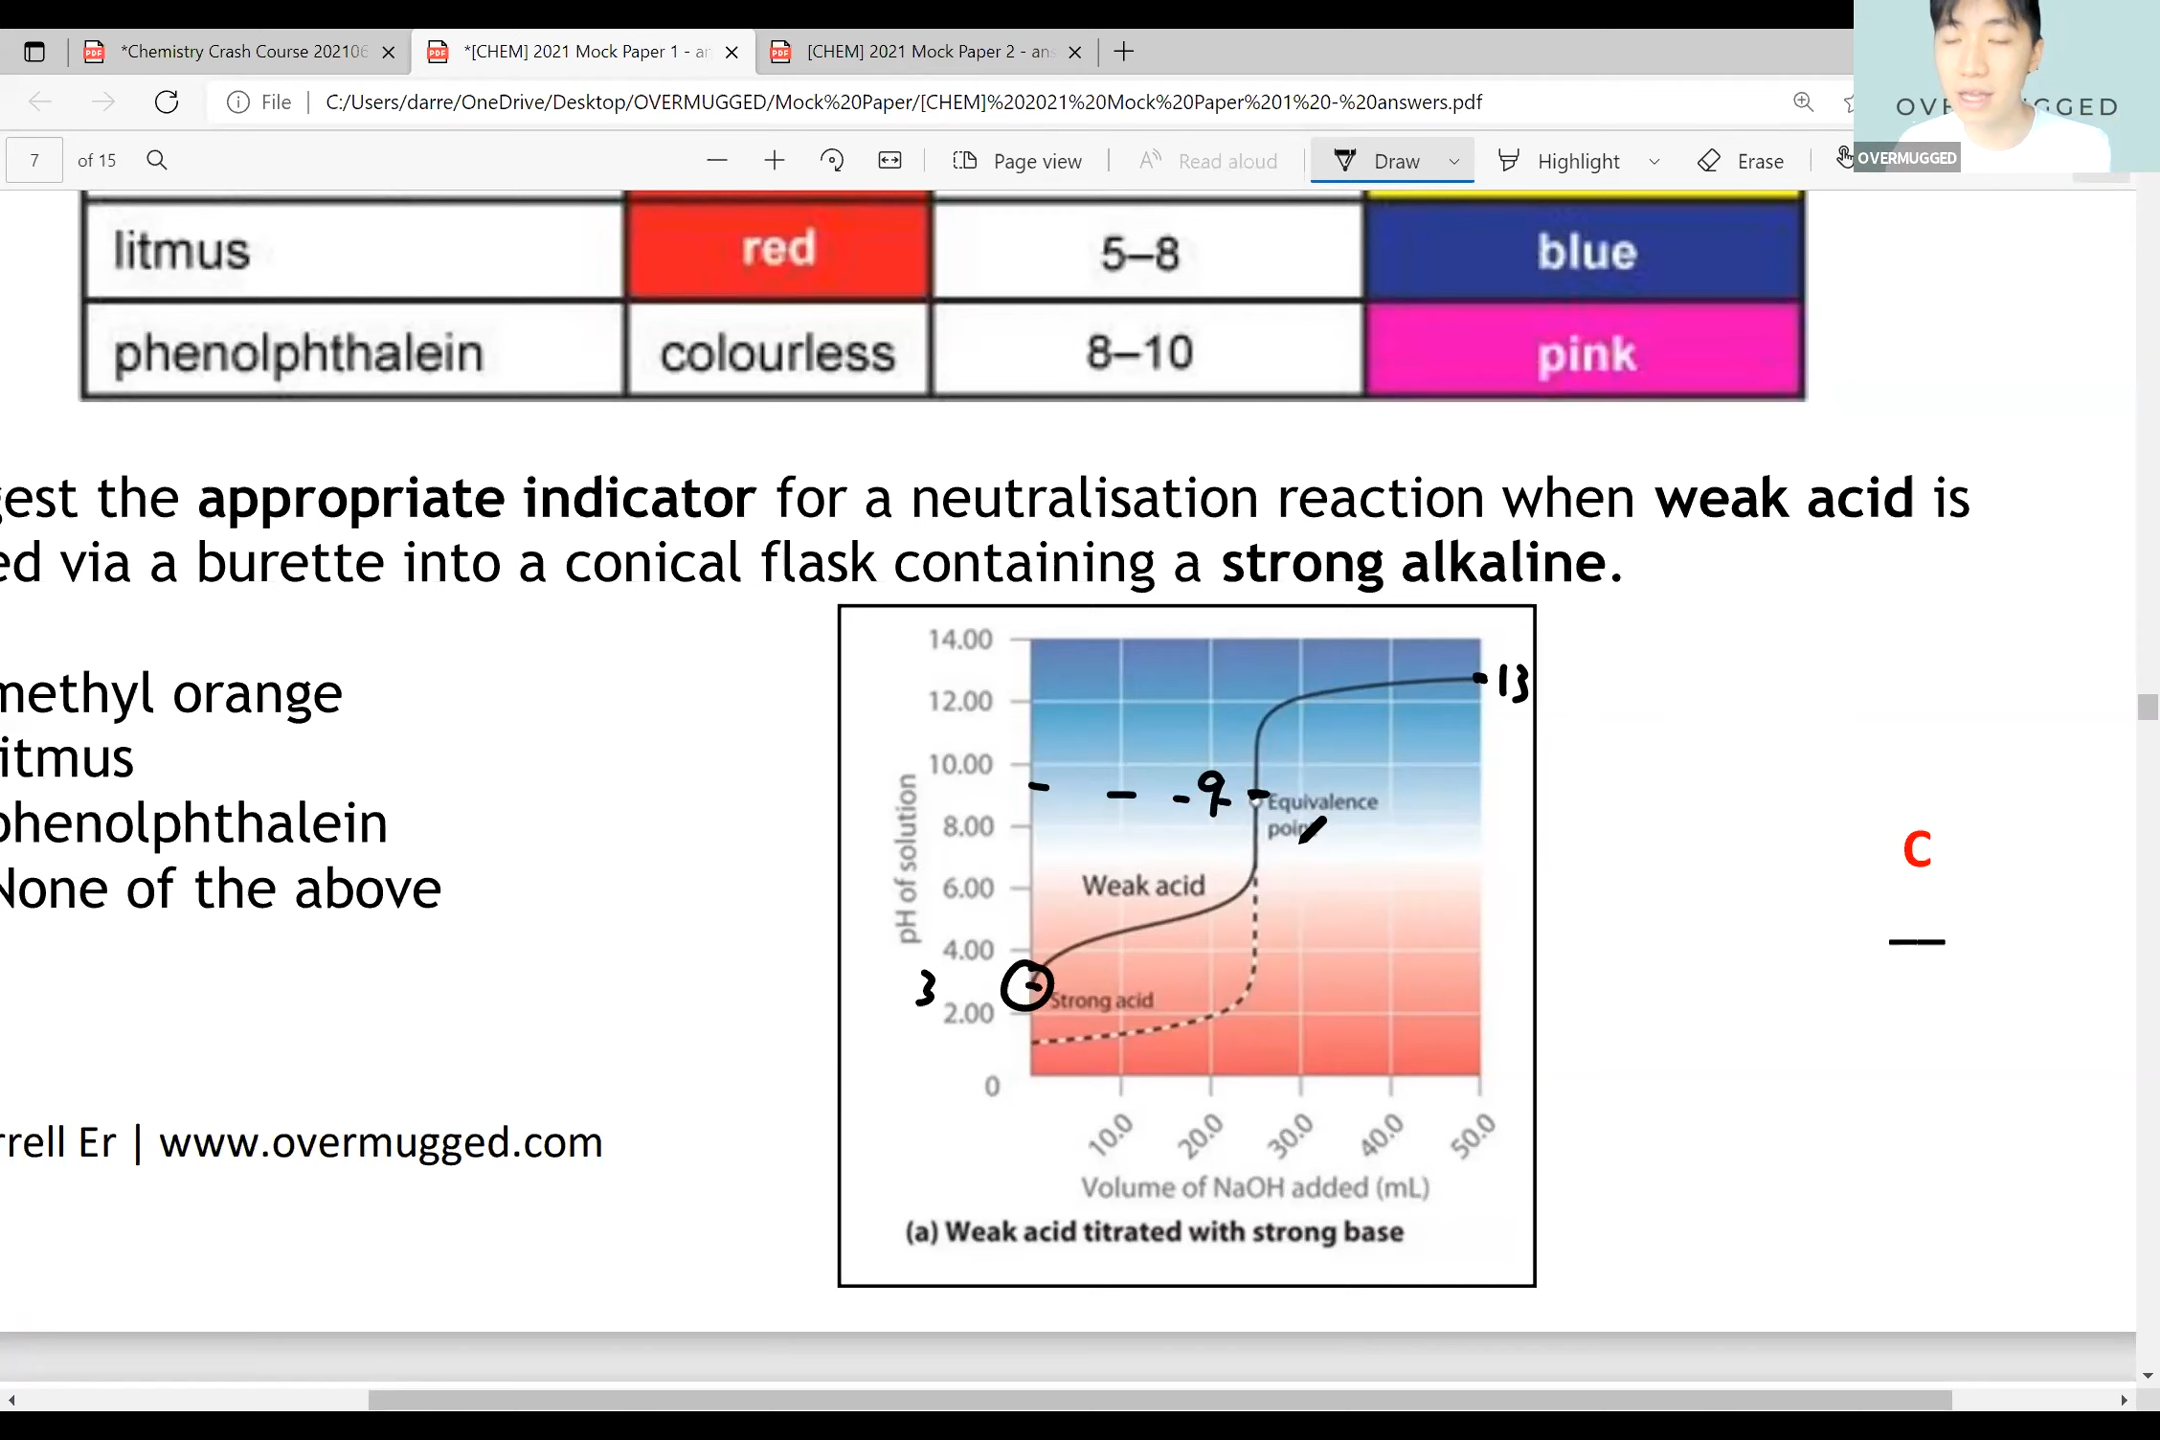 *Chemistry Crash Course 202106
*[CHEM] 2021 Mock Paper 1 - an
[CHEM] 2021 Mock Paper 2 - ans
File
C:/Users/darre/OneDrive/Desktop/OVERMUGGED/Mock%20Paper/[CHEM]%202021%20Mock%20Paper%201%20-%20answers.pdf
OVERMUGGED
7 of 15
Page view
Read aloud
Draw
Highlight
Erase
OVERMUGGED
litmus red 5–8 blue
phenolphthalein colourless 8–10 pink
gest the appropriate indicator for a neutralisation reaction when weak acid is
ed via a burette into a conical flask containing a strong alkaline.
methyl orange
itmus
phenolphthalein
None of the above
C
14.00
12.00
10.00
8.00
6.00
4.00
2.00
0
pH of solution
13
9
Equivalence
point
Weak acid
3
Strong acid
10.0 20.0 30.0 40.0 50.0
Volume of NaOH added (mL)
(a) Weak acid titrated with strong base
rrell Er | www.overmugged.com